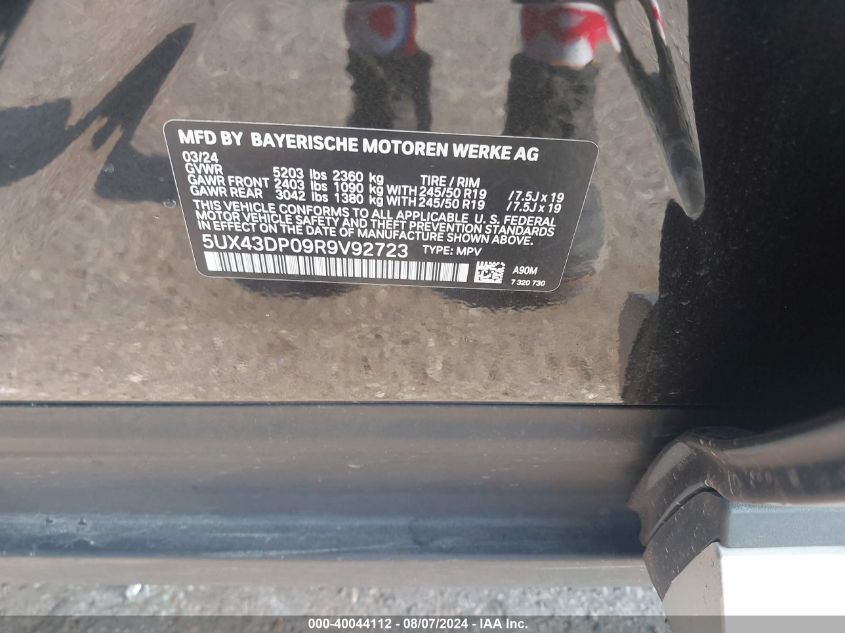 MFD BY BAYERISCHE MOTOREN WERKE AG
03/24
GVWR 5203 lbs 2360 kg TIRE / RIM
GAWR FRONT 2403 lbs 1090 kg WITH 245/50 R19 / 7.5J x 19
GAWR REAR 3042 lbs 1380 kg WITH 245/50 R19 / 7.5J x 19
THIS VEHICLE CONFORMS TO ALL APPLICABLE U. S. FEDERAL
MOTOR VEHICLE SAFETY AND THEFT PREVENTION STANDARDS
IN EFFECT ON THE DATE OF MANUFACTURE SHOWN ABOVE.
5UX43DP09R9V92723 TYPE: MPV
A90M
7 320 730
000-40044112 - 08/07/2024 - IAA Inc.